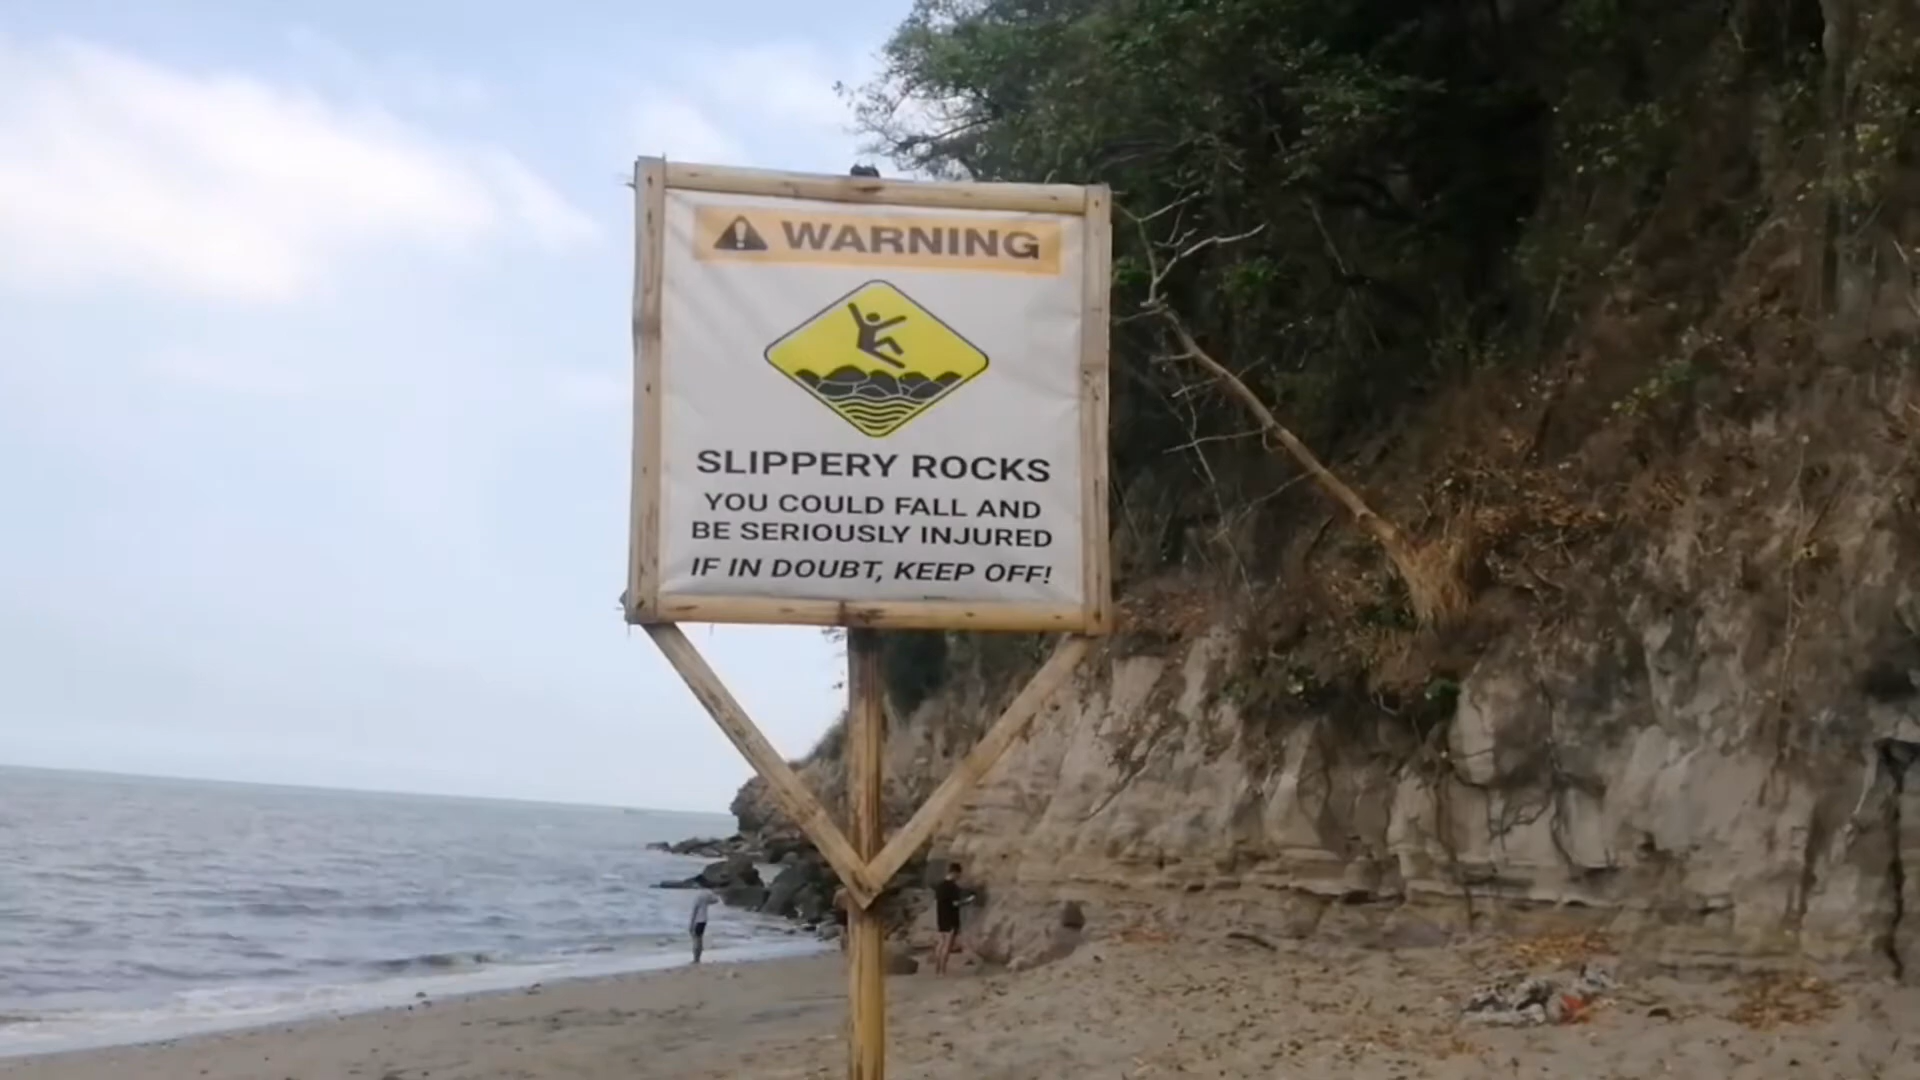 WARNING
SLIPPERY ROCKS
YOU COULD FALL AND
BE SERIOUSLY INJURED
IF IN DOUBT, KEEP OFF!